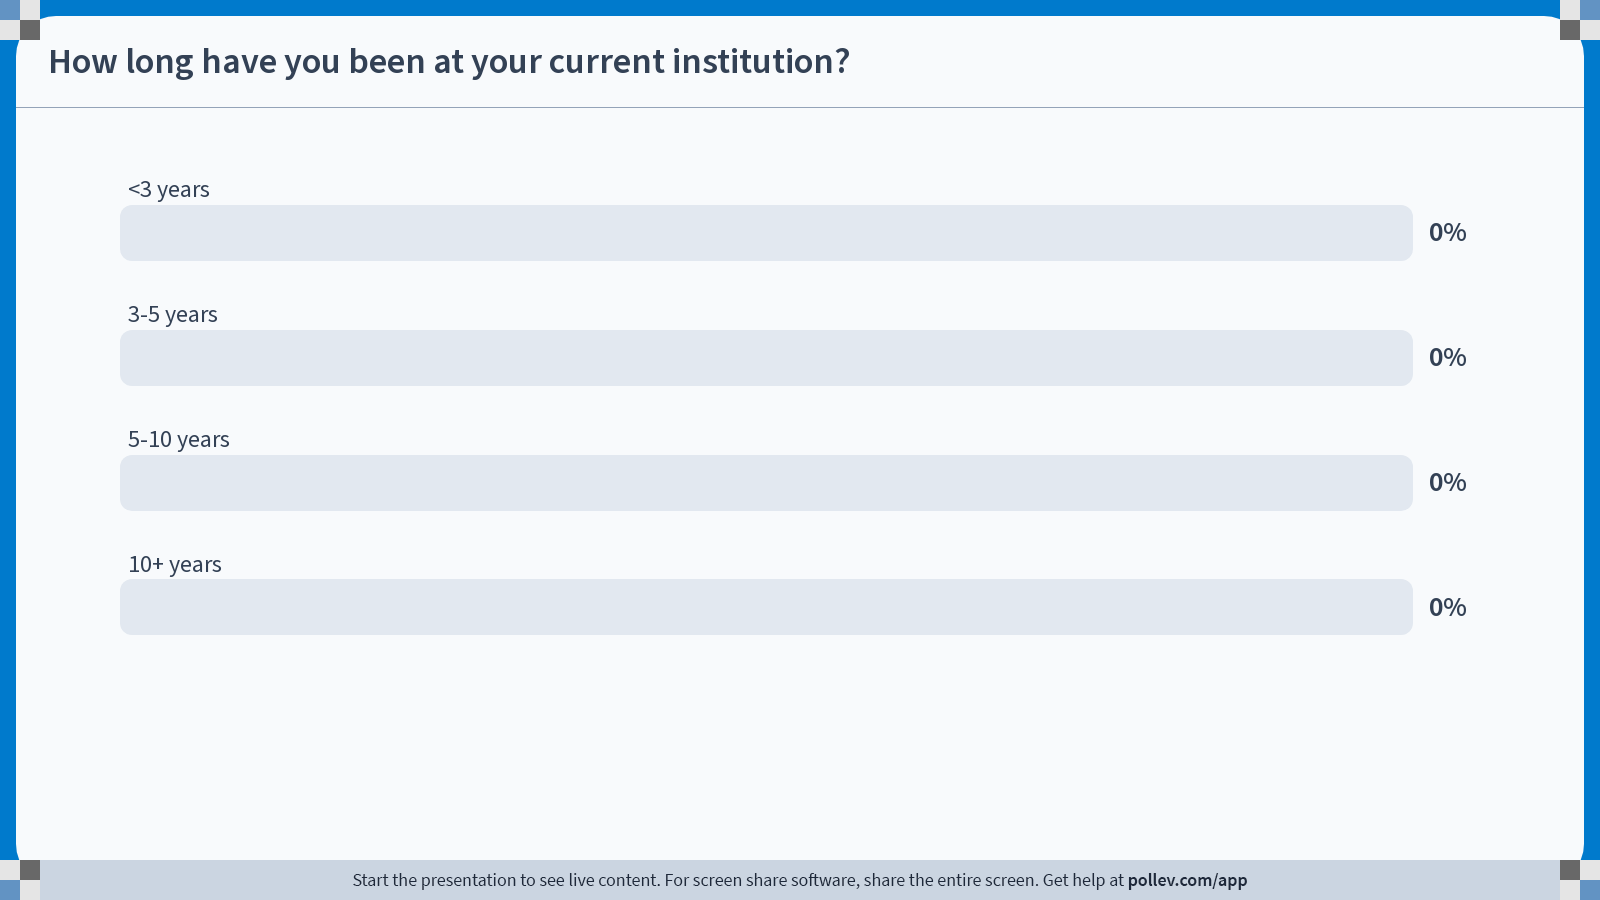 How long have you been at your current institution?
<3 years
0%
3-5 years
0%
5-10 years
0%
10+ years
0%
Start the presentation to see live content. For screen share software, share the entire screen. Get help at pollev.com/app